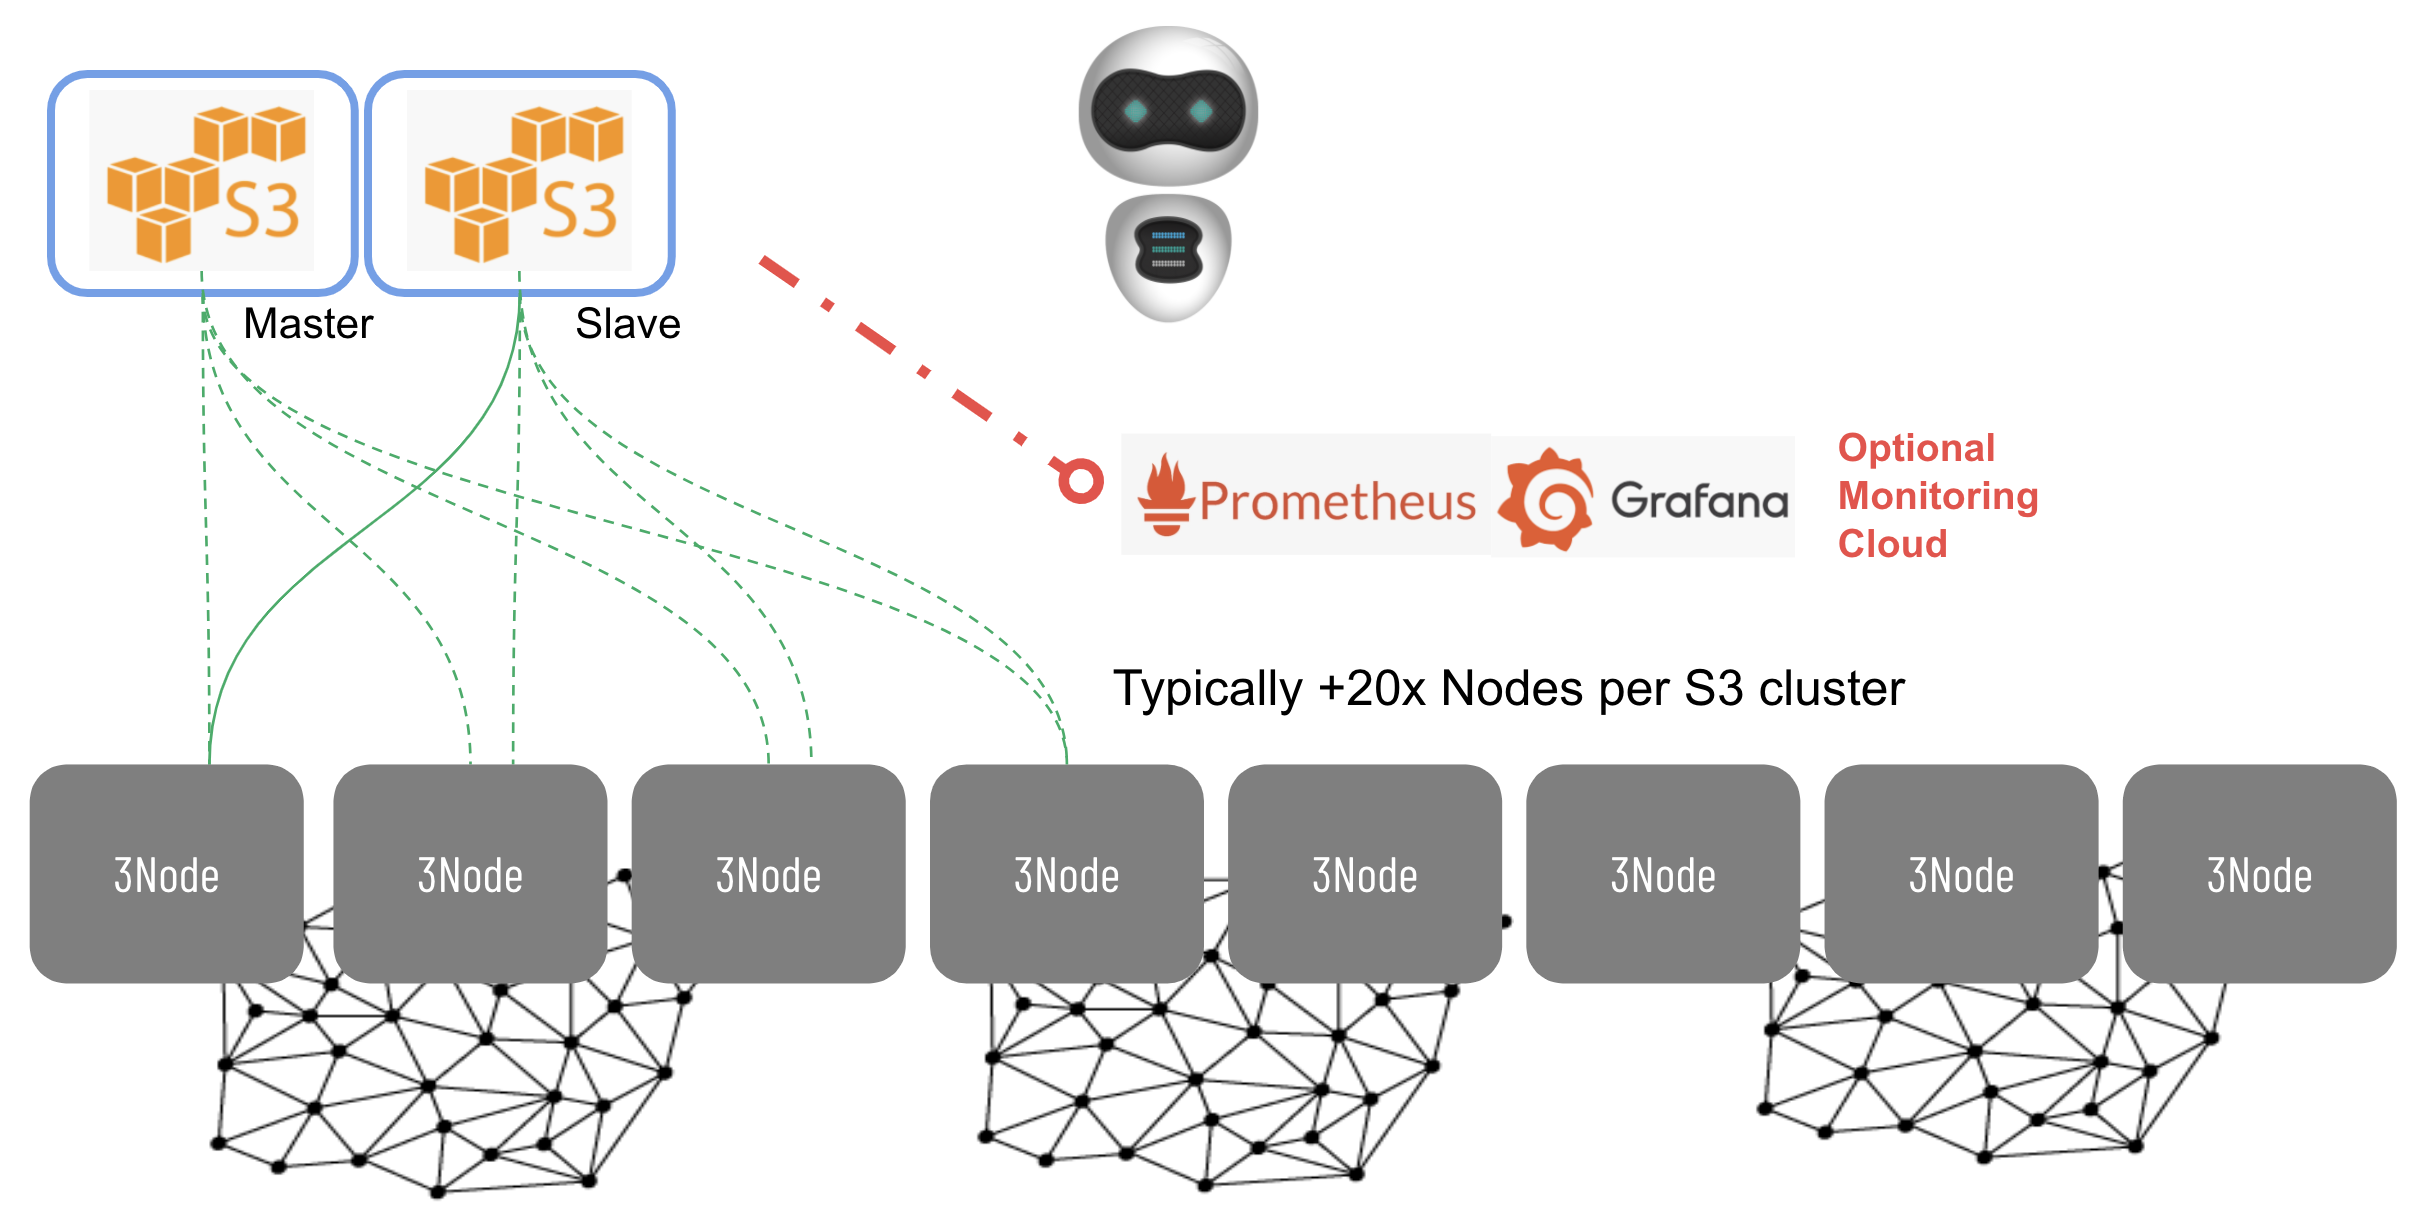 S3
S3
Master
Slave
Prometheus
Grafana
Optional
Monitoring
Cloud
Typically +20x Nodes per S3 cluster
3Node
3Node
3Node
3Node
3Node
3Node
3Node
3Node